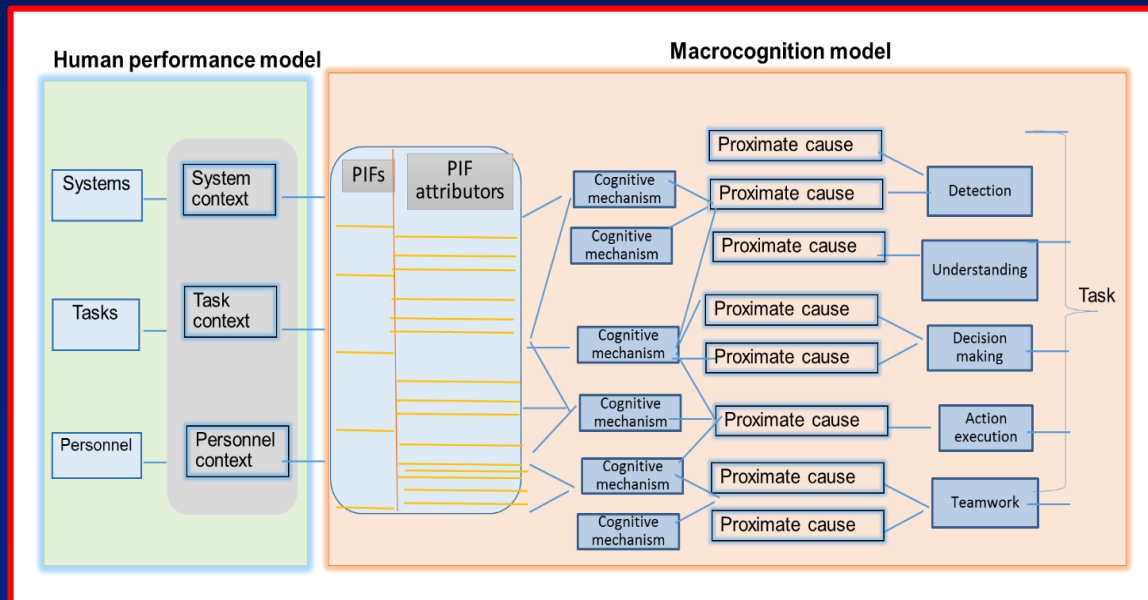 Human performance model
Macrocognition model
Systems
System
context
Tasks
Task
context
Personnel
Personnel
context
PIFs
PIF
attributors
Cognitive
mechanism
Cognitive
mechanism
Cognitive
mechanism
Cognitive
mechanism
Cognitive
mechanism
Cognitive
mechanism
Proximate cause
Proximate cause
Proximate cause
Proximate cause
Proximate cause
Proximate cause
Proximate cause
Proximate cause
Detection
Understanding
Decision
making
Action
execution
Teamwork
Task